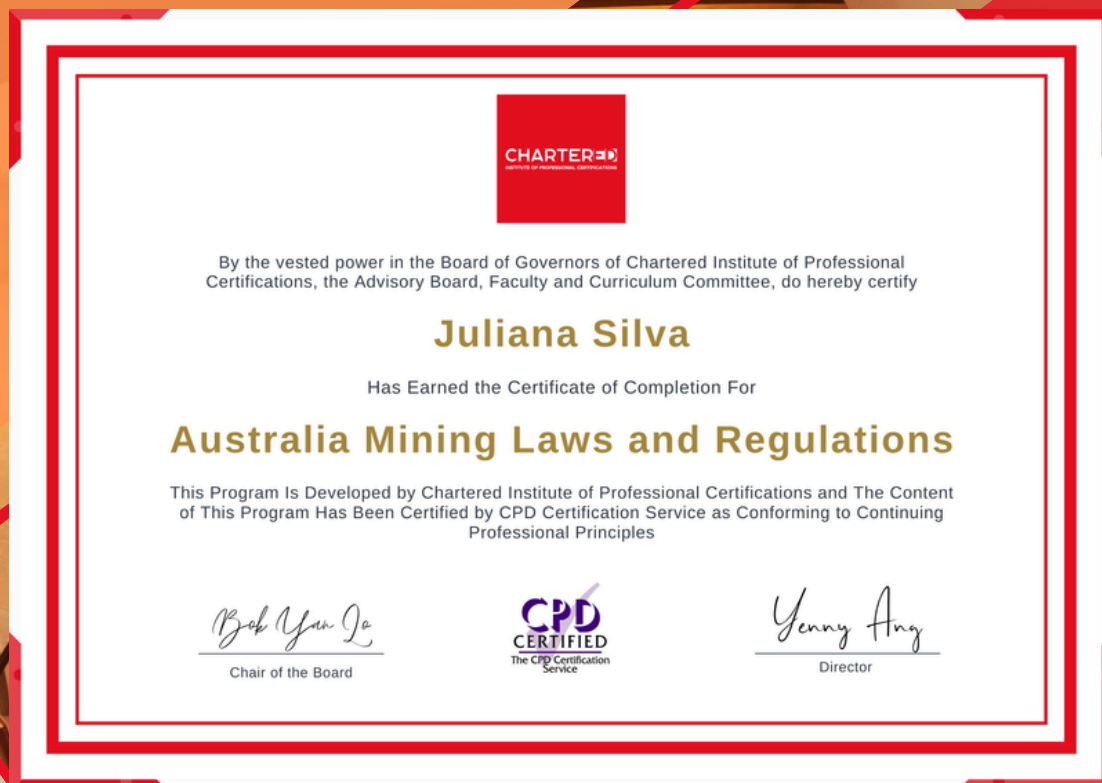 CHARTERED
INSTITUTE OF PROFESSIONAL CERTIFICATIONS
By the vested power in the Board of Governors of Chartered Institute of Professional
Certifications, the Advisory Board, Faculty and Curriculum Committee, do hereby certify
Juliana Silva
Has Earned the Certificate of Completion For
Australia Mining Laws and Regulations
This Program Is Developed by Chartered Institute of Professional Certifications and The Content
of This Program Has Been Certified by CPD Certification Service as Conforming to Continuing
Professional Principles
Bok Yan Lo
Chair of the Board
CPD
CERTIFIED
The CPD Certification
Service
Yenny Ang
Director